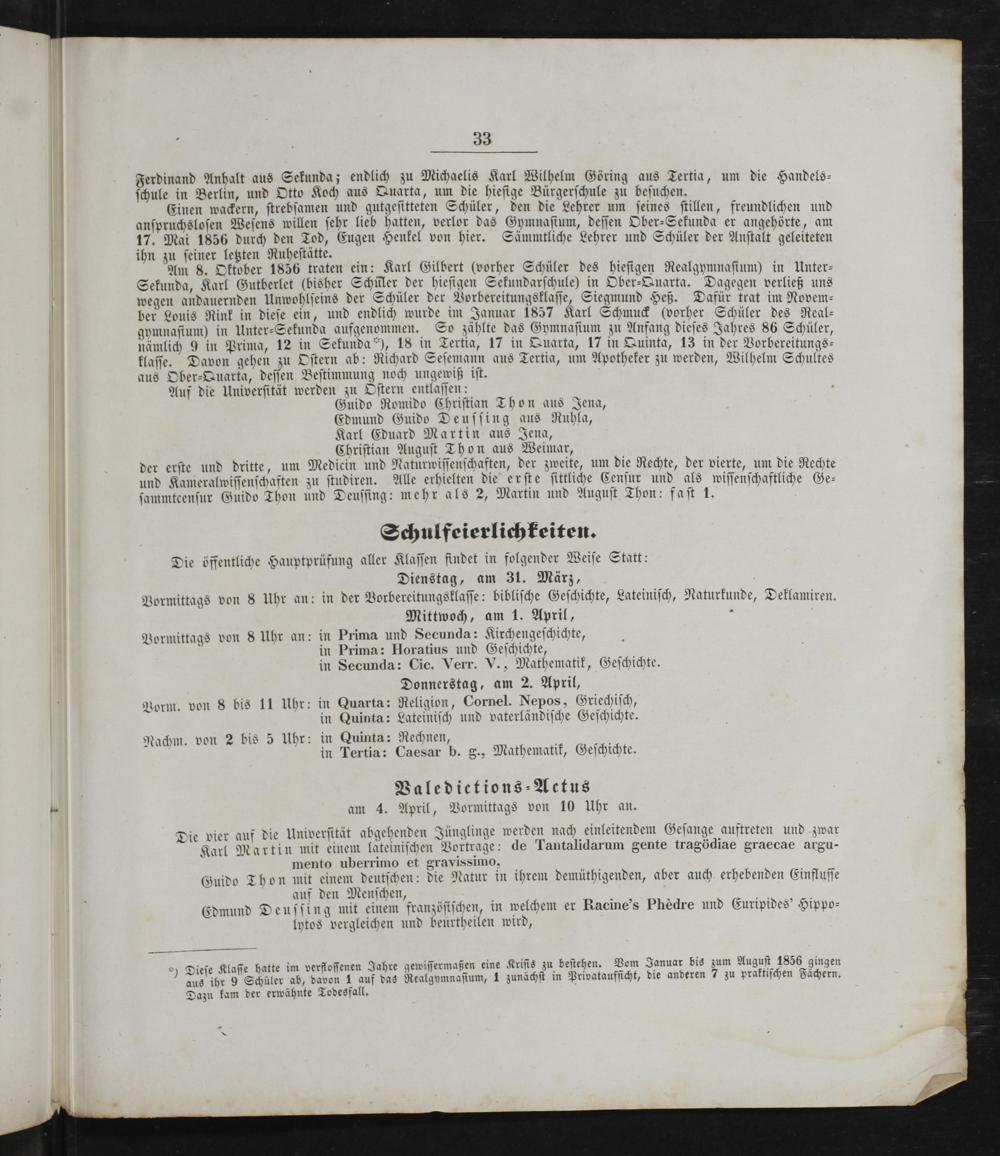 33
Ferdinand Anhalt aus Sekunda; endlich zu Michaelis Karl Wilhelm Göring aus Tertia, um die Handels-
schule in Berlin, und Otto Koch aus Quarta, um die hiesige Bürgerschule zu besuchen.
Einen wackern, strebsamen und gutgesitteten Schüler, den die Lehrer um seines stillen, freundlichen und
anspruchslosen Wesens willen sehr lieb hatten, verlor das Gymnasium, dessen Ober-Sekunda er angehörte, am
17. Mai 1856 durch den Tod, Eugen Henkel von hier. Sämmtliche Lehrer und Schüler der Anstalt geleiteten
ihn zu seiner letzten Ruhestätte.
Am 8. Oktober 1856 traten ein: Karl Gilbert (vorher Schüler des hiesigen Realgymnasium) in Unter-
Sekunda, Karl Gutberlet (bisher Schüler der hiesigen Sekundarschule) in Ober-Quarta. Dagegen verließ uns
wegen andauernden Unwohlseins der Schüler der Vorbereitungsklasse, Siegmund Heß. Dafür trat im Novem-
ber Louis Rink in diese ein, und endlich wurde im Januar 1857 Karl Schmuck (vorher Schüler des Real-
gymnasium) in Unter-Sekunda aufgenommen. So zählte das Gymnasium zu Anfang dieses Jahres 86 Schüler,
nämlich 9 in Prima, 12 in Sekunda*), 18 in Tertia, 17 in Quarta, 17 in Quinta, 13 in der Vorbereitungs-
klasse. Davon gehen zu Ostern ab: Richard Sesemann aus Tertia, um Apotheker zu werden, Wilhelm Schultes
aus Ober-Quarta, dessen Bestimmung noch ungewiß ist.
Auf die Universität werden zu Ostern entlassen:
Guido Romido Christian Thon aus Jena,
Edmund Guido Deussing aus Ruhla,
Karl Eduard Martin aus Jena,
Christian August Thon aus Weimar,
der erste und dritte, um Medicin und Naturwissenschaften, der zweite, um die Rechte, der vierte, um die Rechte
und Kameralwissenschaften zu studiren. Alle erhielten die erste sittliche Censur und als wissenschaftliche Ge-
sammtcensur Guido Thon und Deussing: mehr als 2, Martin und August Thon: fast 1.
Schulfeierlichkeiten.
Die öffentliche Hauptprüfung aller Klassen findet in folgender Weise Statt:
Dienstag, am 31. März,
Vormittags von 8 Uhr an: in der Vorbereitungsklasse: biblische Geschichte, Lateinisch, Naturkunde, Deklamiren.
Mittwoch, am 1. April,
Vormittags von 8 Uhr an: in Prima und Secunda: Kirchengeschichte,
in Prima: Horatius und Geschichte,
in Secunda: Cic. Verr. V., Mathematik, Geschichte.
Donnerstag, am 2. April,
Vorm. von 8 bis 11 Uhr: in Quarta: Religion, Cornel. Nepos, Griechisch,
in Quinta: Lateinisch und vaterländische Geschichte.
Nachm. von 2 bis 5 Uhr: in Quinta: Rechnen,
in Tertia: Caesar b. g., Mathematik, Geschichte.
Valedictions-Actus
am 4. April, Vormittags von 10 Uhr an.
Die vier auf die Universität abgehenden Jünglinge werden nach einleitendem Gesange auftreten und zwar
Karl Martin mit einem lateinischen Vortrage: de Tantalidarum gente tragödiae graecae argu-
mento uberrimo et gravissimo,
Guido Thon mit einem deutschen: die Natur in ihrem demüthigenden, aber auch erhebenden Einflusse
auf den Menschen,
Edmund Deussing mit einem französischen, in welchem er Racine's Phèdre und Euripides' Hippo-
lytos vergleichen und beurtheilen wird,
*) Diese Klasse hatte im verflossenen Jahre gewissermaßen eine Krisis zu bestehen. Vom Januar bis zum August 1856 gingen
aus ihr 9 Schüler ab, davon 1 auf das Realgymnasium, 1 zunächst in Privataufsicht, die anderen 7 zu praktischen Fächern.
Dazu kam der erwähnte Todesfall.